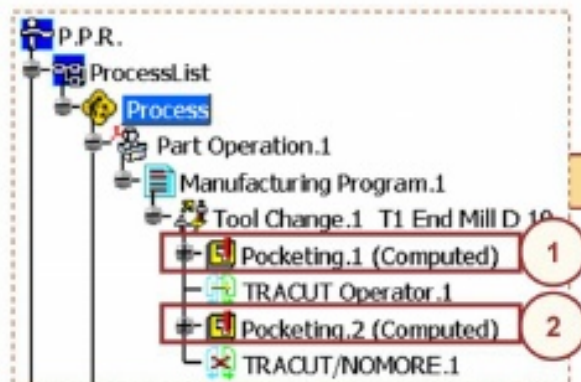 P.P.R.
ProcessList
Process
Part Operation.1
Manufacturing Program.1
Tool Change.1 T1 End Mill D 10
Pocketing.1 (Computed)
1
TRACUT Operator.1
Pocketing.2 (Computed)
2
TRACUT/NOMORE.1